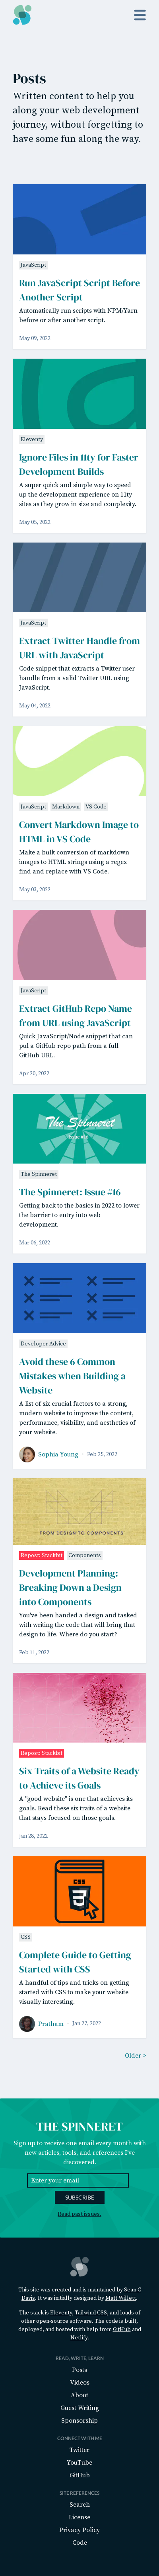 Posts
Written content to help you
along your web development
journey, without forgetting to
have some fun along the way.
JavaScript
Run JavaScript Script Before
Another Script
Automatically run scripts with NPM/Yarn
before or after another script.
May 09, 2022
Eleventy
Ignore Files in 11ty for Faster
Development Builds
A super quick and simple way to speed
up the development experience on 11ty
sites as they grow in size and complexity.
May 05, 2022
JavaScript
Extract Twitter Handle from
URL with JavaScript
Code snippet that extracts a Twitter user
handle from a valid Twitter URL using
JavaScript.
May 04, 2022
JavaScript Markdown VS Code
Convert Markdown Image to
HTML in VS Code
Make a bulk conversion of markdown
images to HTML strings using a regex
find and replace with VS Code.
May 03, 2022
JavaScript
Extract GitHub Repo Name
from URL using JavaScript
Quick JavaScript/Node snippet that can
pull a GitHub repo path from a full
GitHub URL.
Apr 20, 2022
The Spinneret
The Spinneret
The Spinneret: Issue #16
Getting back to the basics in 2022 to lower
the barrier to entry into web
development.
Mar 06, 2022
Developer Advice
Avoid these 6 Common
Mistakes when Building a
Website
A list of six crucial factors to a strong,
modern website to improve the content,
performance, visibility, and aesthetics of
your website.
Sophia Young · Feb 25, 2022
FROM DESIGN TO COMPONENTS
Repost: Stackbit Components
Development Planning:
Breaking Down a Design
into Components
You've been handed a design and tasked
with writing the code that will bring that
design to life. Where do you start?
Feb 11, 2022
Repost: Stackbit
Six Traits of a Website Ready
to Achieve its Goals
A "good website" is one that achieves its
goals. Read these six traits of a website
that stays focused on those goals.
Jan 28, 2022
CSS
3
CSS
Complete Guide to Getting
Started with CSS
A handful of tips and tricks on getting
started with CSS to make your website
visually interesting.
Pratham · Jan 27, 2022
Older >
THE SPINNERET
Sign up to receive one email every month with
new articles, tools, and references I've
discovered.
Enter your email
SUBSCRIBE
Read past issues.
This site was created and is maintained by Sean C
Davis. It was initially designed by Matt Willett.
The stack is Eleventy, Tailwind CSS, and loads of
other open-source software. The code is built,
deployed, and hosted with help from GitHub and
Netlify.
READ, WRITE, LEARN
Posts
Videos
About
Guest Writing
Sponsorship
CONNECT WITH ME
Twitter
YouTube
GitHub
SITE REFERENCES
Search
License
Privacy Policy
Code